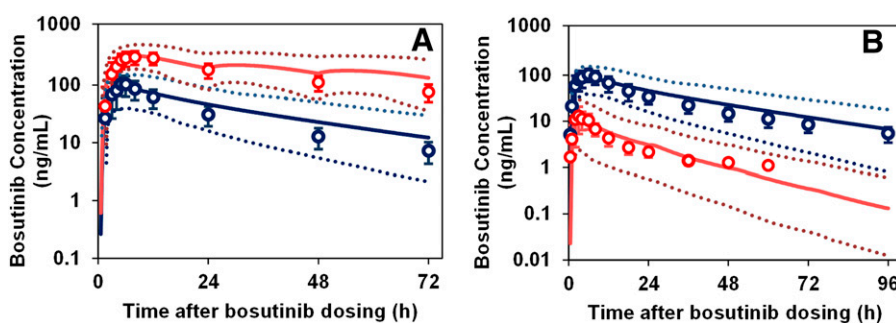 A
Bosutinib Concentration
(ng/mL)
1000
100
10
1
0.1
0
24
48
72
Time after bosutinib dosing (h)
B
Bosutinib Concentration
(ng/mL)
1000
100
10
1
0.1
0.01
0
24
48
72
96
Time after bosutinib dosing (h)